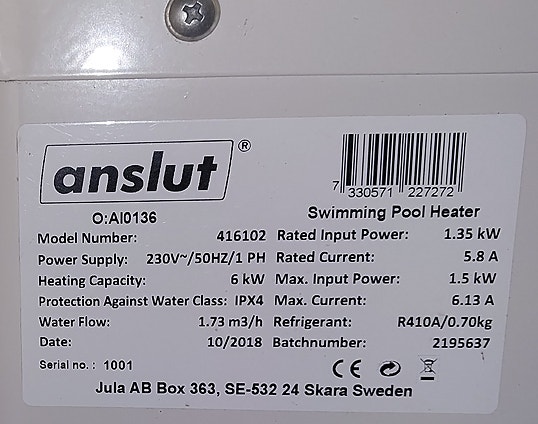 anslut®
7 330571 227272
O:AI0136
Swimming Pool Heater
Model Number: 416102
Rated Input Power: 1.35 kW
Power Supply: 230V~/50HZ/1 PH
Rated Current: 5.8 A
Heating Capacity: 6 kW
Max. Input Power: 1.5 kW
Protection Against Water Class: IPX4
Max. Current: 6.13 A
Water Flow: 1.73 m3/h
Refrigerant: R410A/0.70kg
Date: 10/2018
Batchnumber: 2195637
Serial no. : 1001
CE
Jula AB Box 363, SE-532 24 Skara Sweden